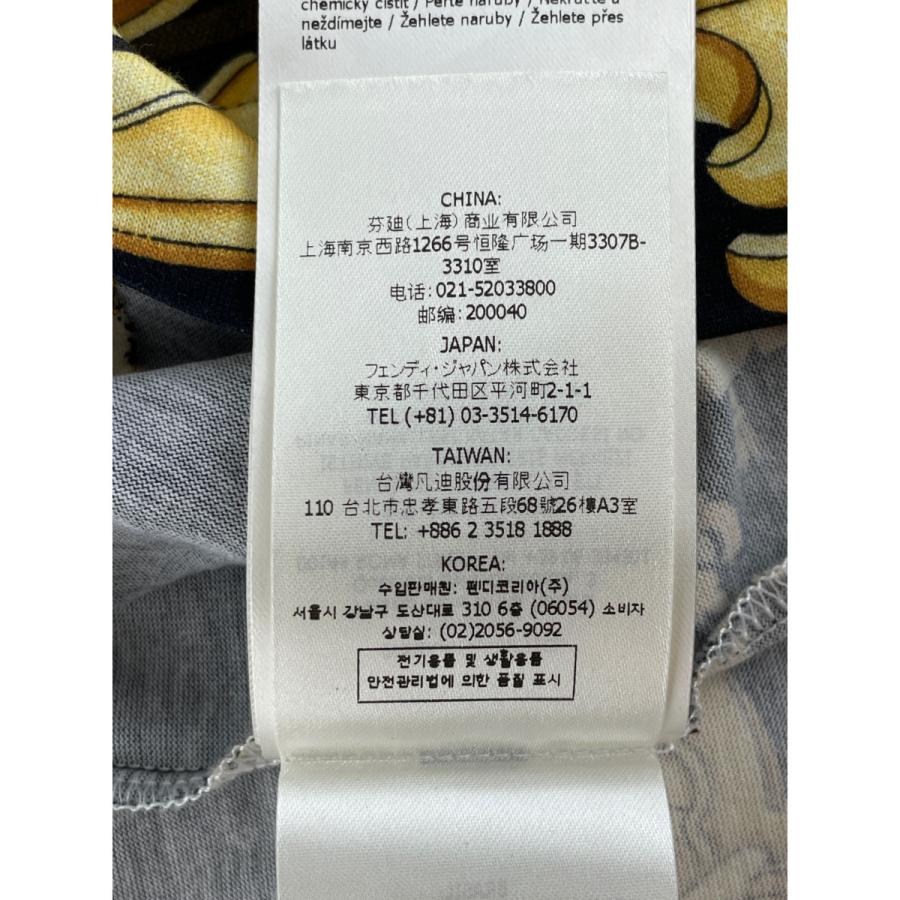 chemicky čistit / Perte naruby / Nekruťte a
neždímejte / Žehlete naruby / Žehlete přes
látku
CHINA:
芬迪(上海) 商业有限公司
上海南京西路1266号恒隆广场一期3307B-
3310室
电话: 021-52033800
邮编: 200040
JAPAN:
フェンディ・ジャパン株式会社
東京都千代田区平河町2-1-1
TEL (+81) 03-3514-6170
TAIWAN:
台灣凡迪股份有限公司
110 台北市忠孝東路五段68號26樓A3室
TEL: +886 2 3518 1888
KOREA:
수입판매원: 펜디코리아(주)
서울시 강남구 도산대로 310 6층 (06054) 소비자
상담실: (02)2056-9092
전기용품 및 생활용품
안전관리법에 의한 품질 표시